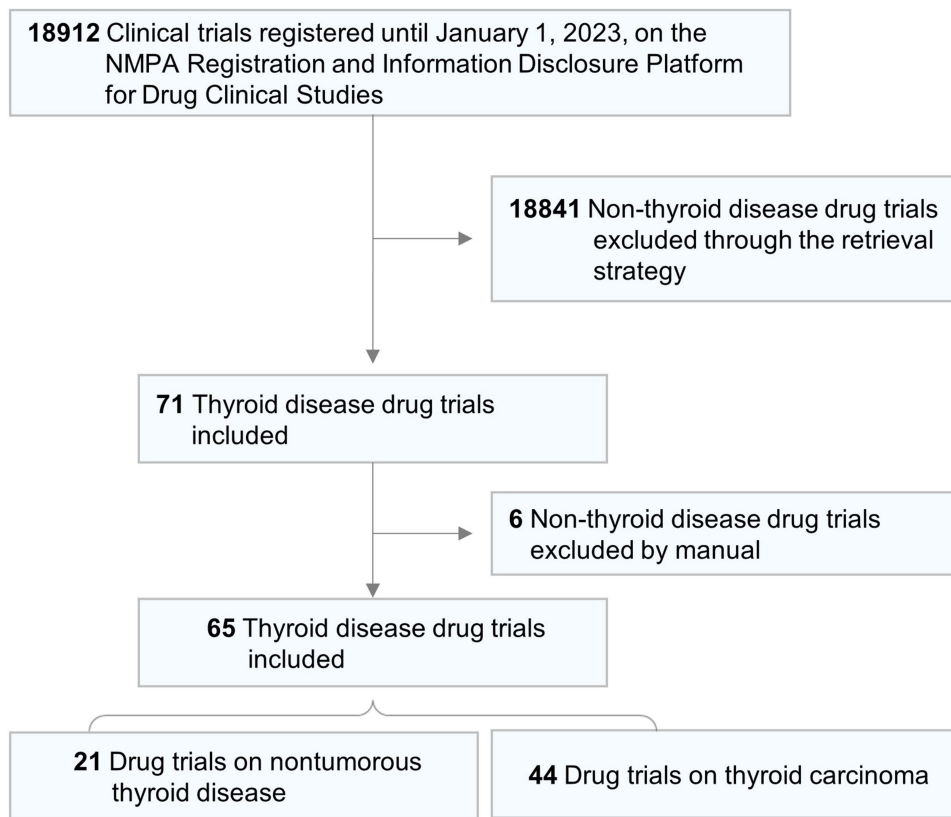 18912 Clinical trials registered until January 1, 2023, on the
NMPA Registration and Information Disclosure Platform
for Drug Clinical Studies
18841 Non-thyroid disease drug trials
excluded through the retrieval
strategy
71 Thyroid disease drug trials
included
6 Non-thyroid disease drug trials
excluded by manual
65 Thyroid disease drug trials
included
21 Drug trials on nontumorous
thyroid disease
44 Drug trials on thyroid carcinoma